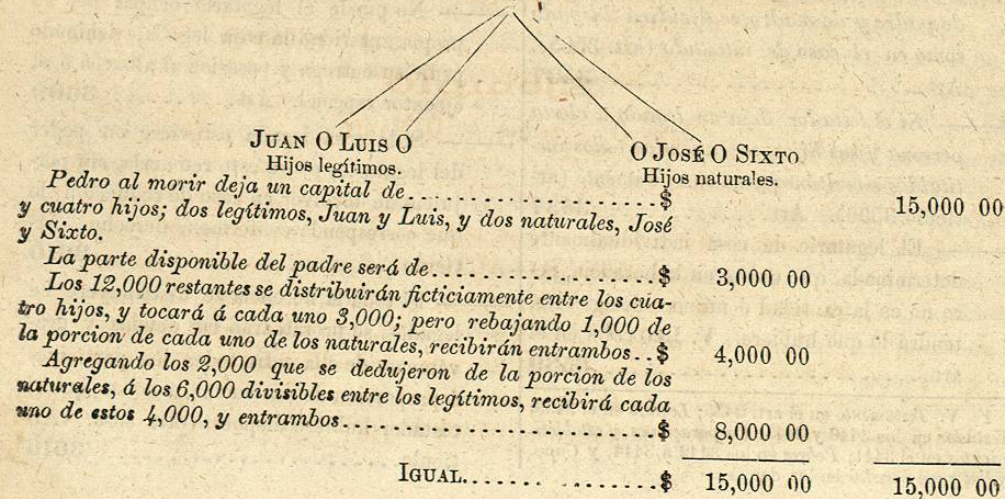 JUAN O LUIS O
Hijos legítimos.
O JOSÉ O SIXTO
Hijos naturales.
Pedro al morir deja un capital de..........................$ 15,000 00
y cuatro hijos; dos legítimos, Juan y Luis, y dos naturales, José
y Sixto.
La parte disponible del padre será de......................$ 3,000 00
Los 12,000 restantes se distribuirán ficticiamente entre los cua-
tro hijos, y tocará á cada uno 3,000; pero rebajando 1,000 de
la porcion de cada uno de los naturales, recibirán entrambos..$ 4,000 00
Agregando los 2,000 que se dedujeron de la porcion de los
naturales, á los 6,000 divisibles entre los legítimos, recibirá cada
uno de estos 4,000, y entrambos..............................$ 8,000 00
IGUAL....................$ 15,000 00 15,000 00